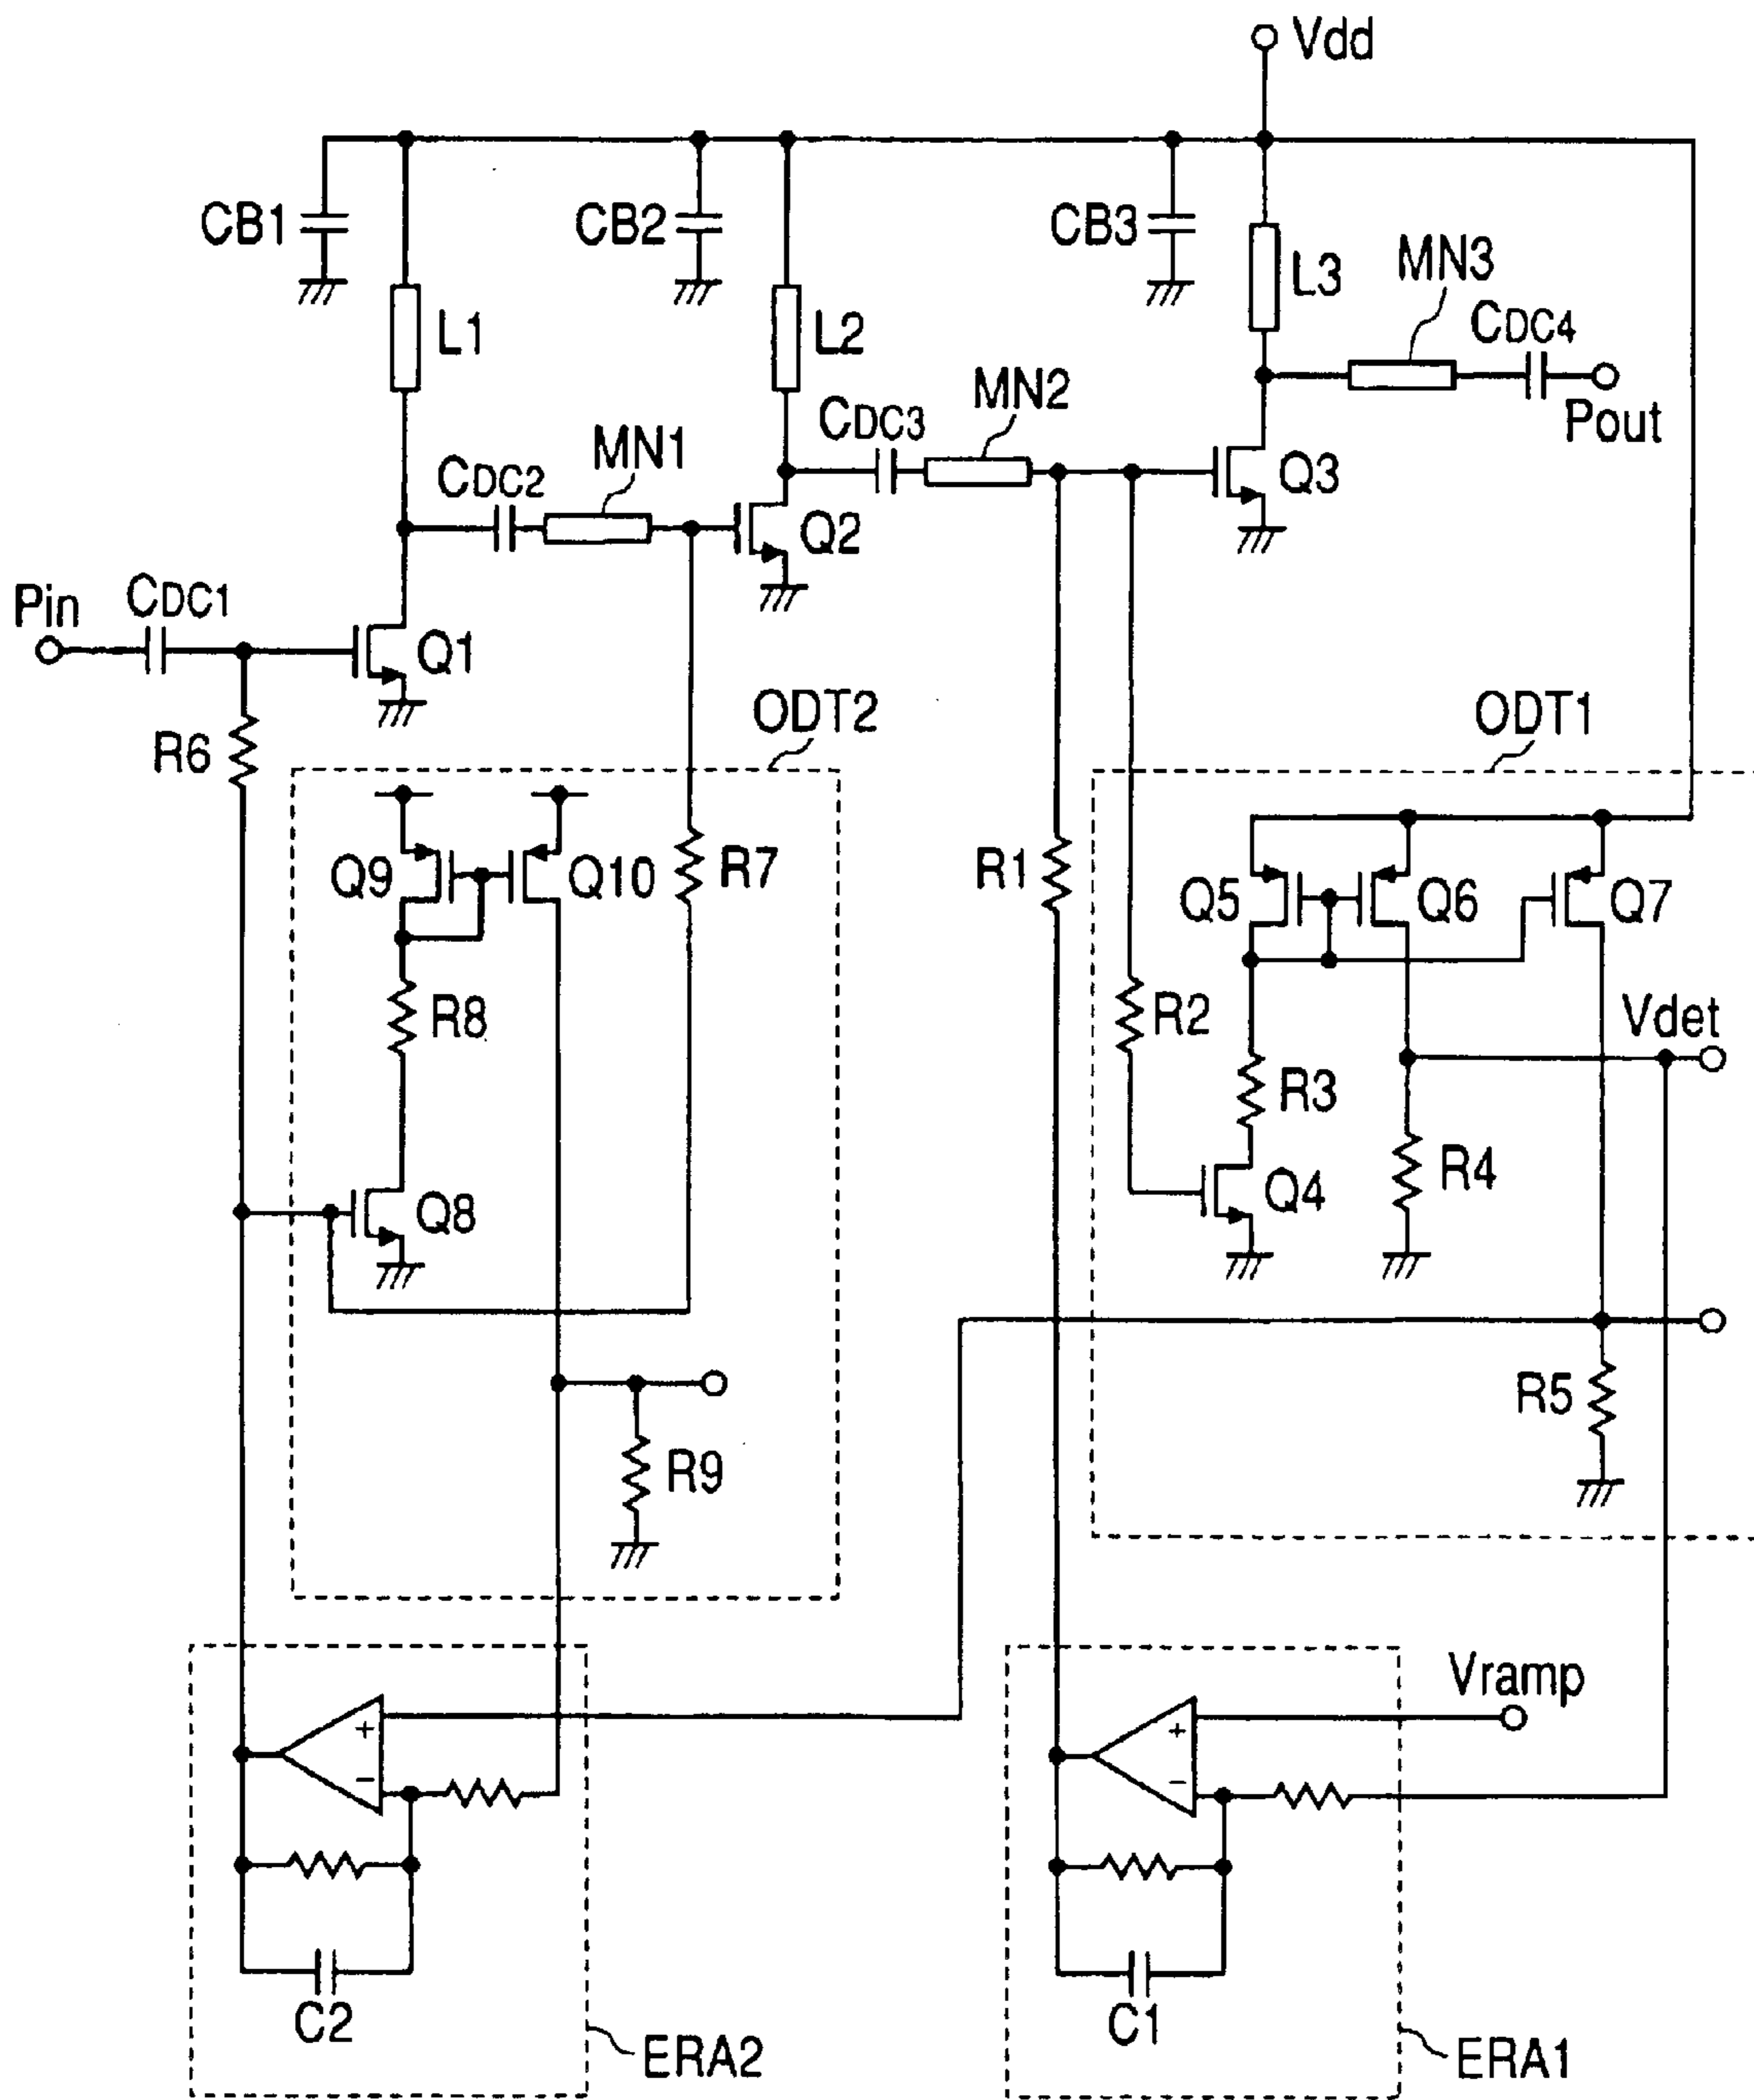 Vdd
CB1
CB2
CB3
L1
L2
L3
MN3
CDC4
Pout
CDC3
MN2
CDC2
MN1
Q3
Q2
Pin
CDC1
Q1
R6
ODT2
ODT1
Q9
Q10
R7
R1
Q5
Q6
Q7
R8
R2
Vdet
R3
R4
Q8
Q4
R5
R9
Vramp
+
−
+
−
C2
C1
ERA2
ERA1